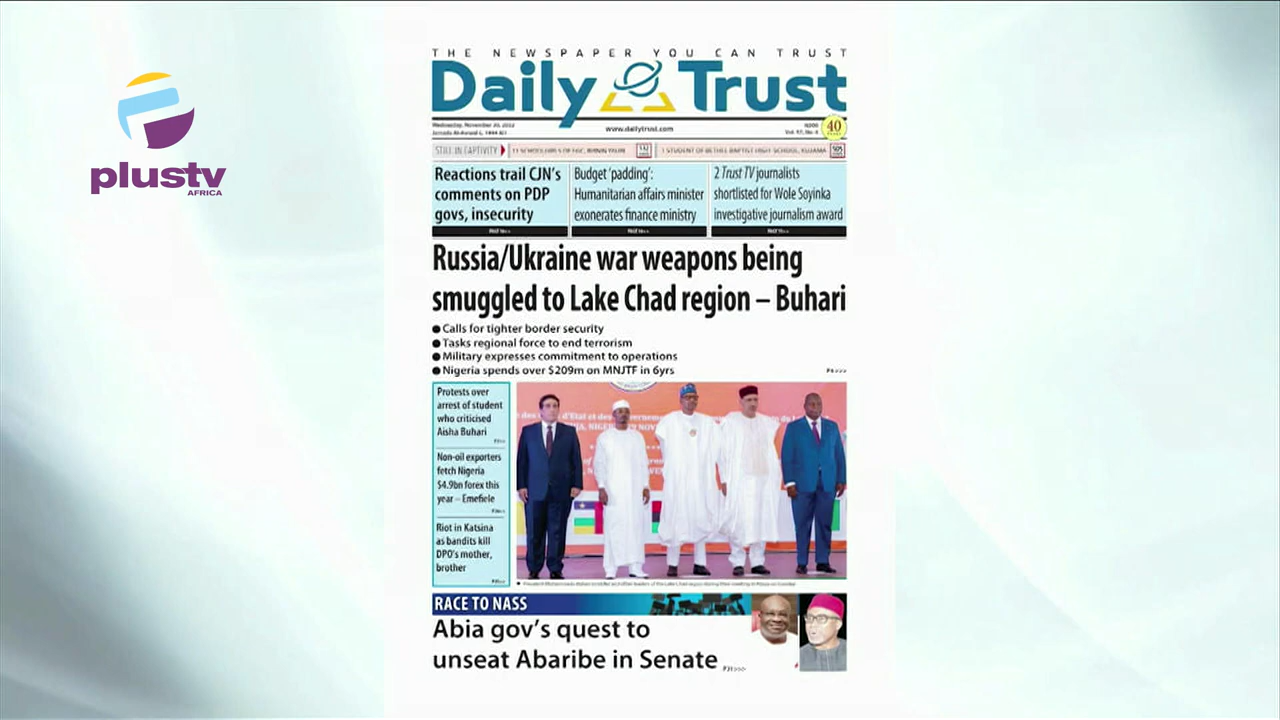 plustv
AFRICA
THE NEWSPAPER YOU CAN TRUST
Daily Trust
Wednesday, November 30, 2022
www.dailytrust.com
40
STILL IN CAPTIVITY
1 STUDENT OF BETHEL BAPTIST HIGH SCHOOL, KUJAMA
Reactions trail CJN's
comments on PDP
govs, insecurity
Budget 'padding':
Humanitarian affairs minister
exonerates finance ministry
2 Trust TV journalists
shortlisted for Wole Soyinka
investigative journalism award
Russia/Ukraine war weapons being
smuggled to Lake Chad region – Buhari
● Calls for tighter border security
● Tasks regional force to end terrorism
● Military expresses commitment to operations
● Nigeria spends over $209m on MNJTF in 6yrs
Protests over
arrest of student
who criticised
Aisha Buhari
Non-oil exporters
fetch Nigeria
$4.9bn forex this
year – Emefiele
Riot in Katsina
as bandits kill
DPO's mother,
brother
RACE TO NASS
Abia gov's quest to
unseat Abaribe in Senate